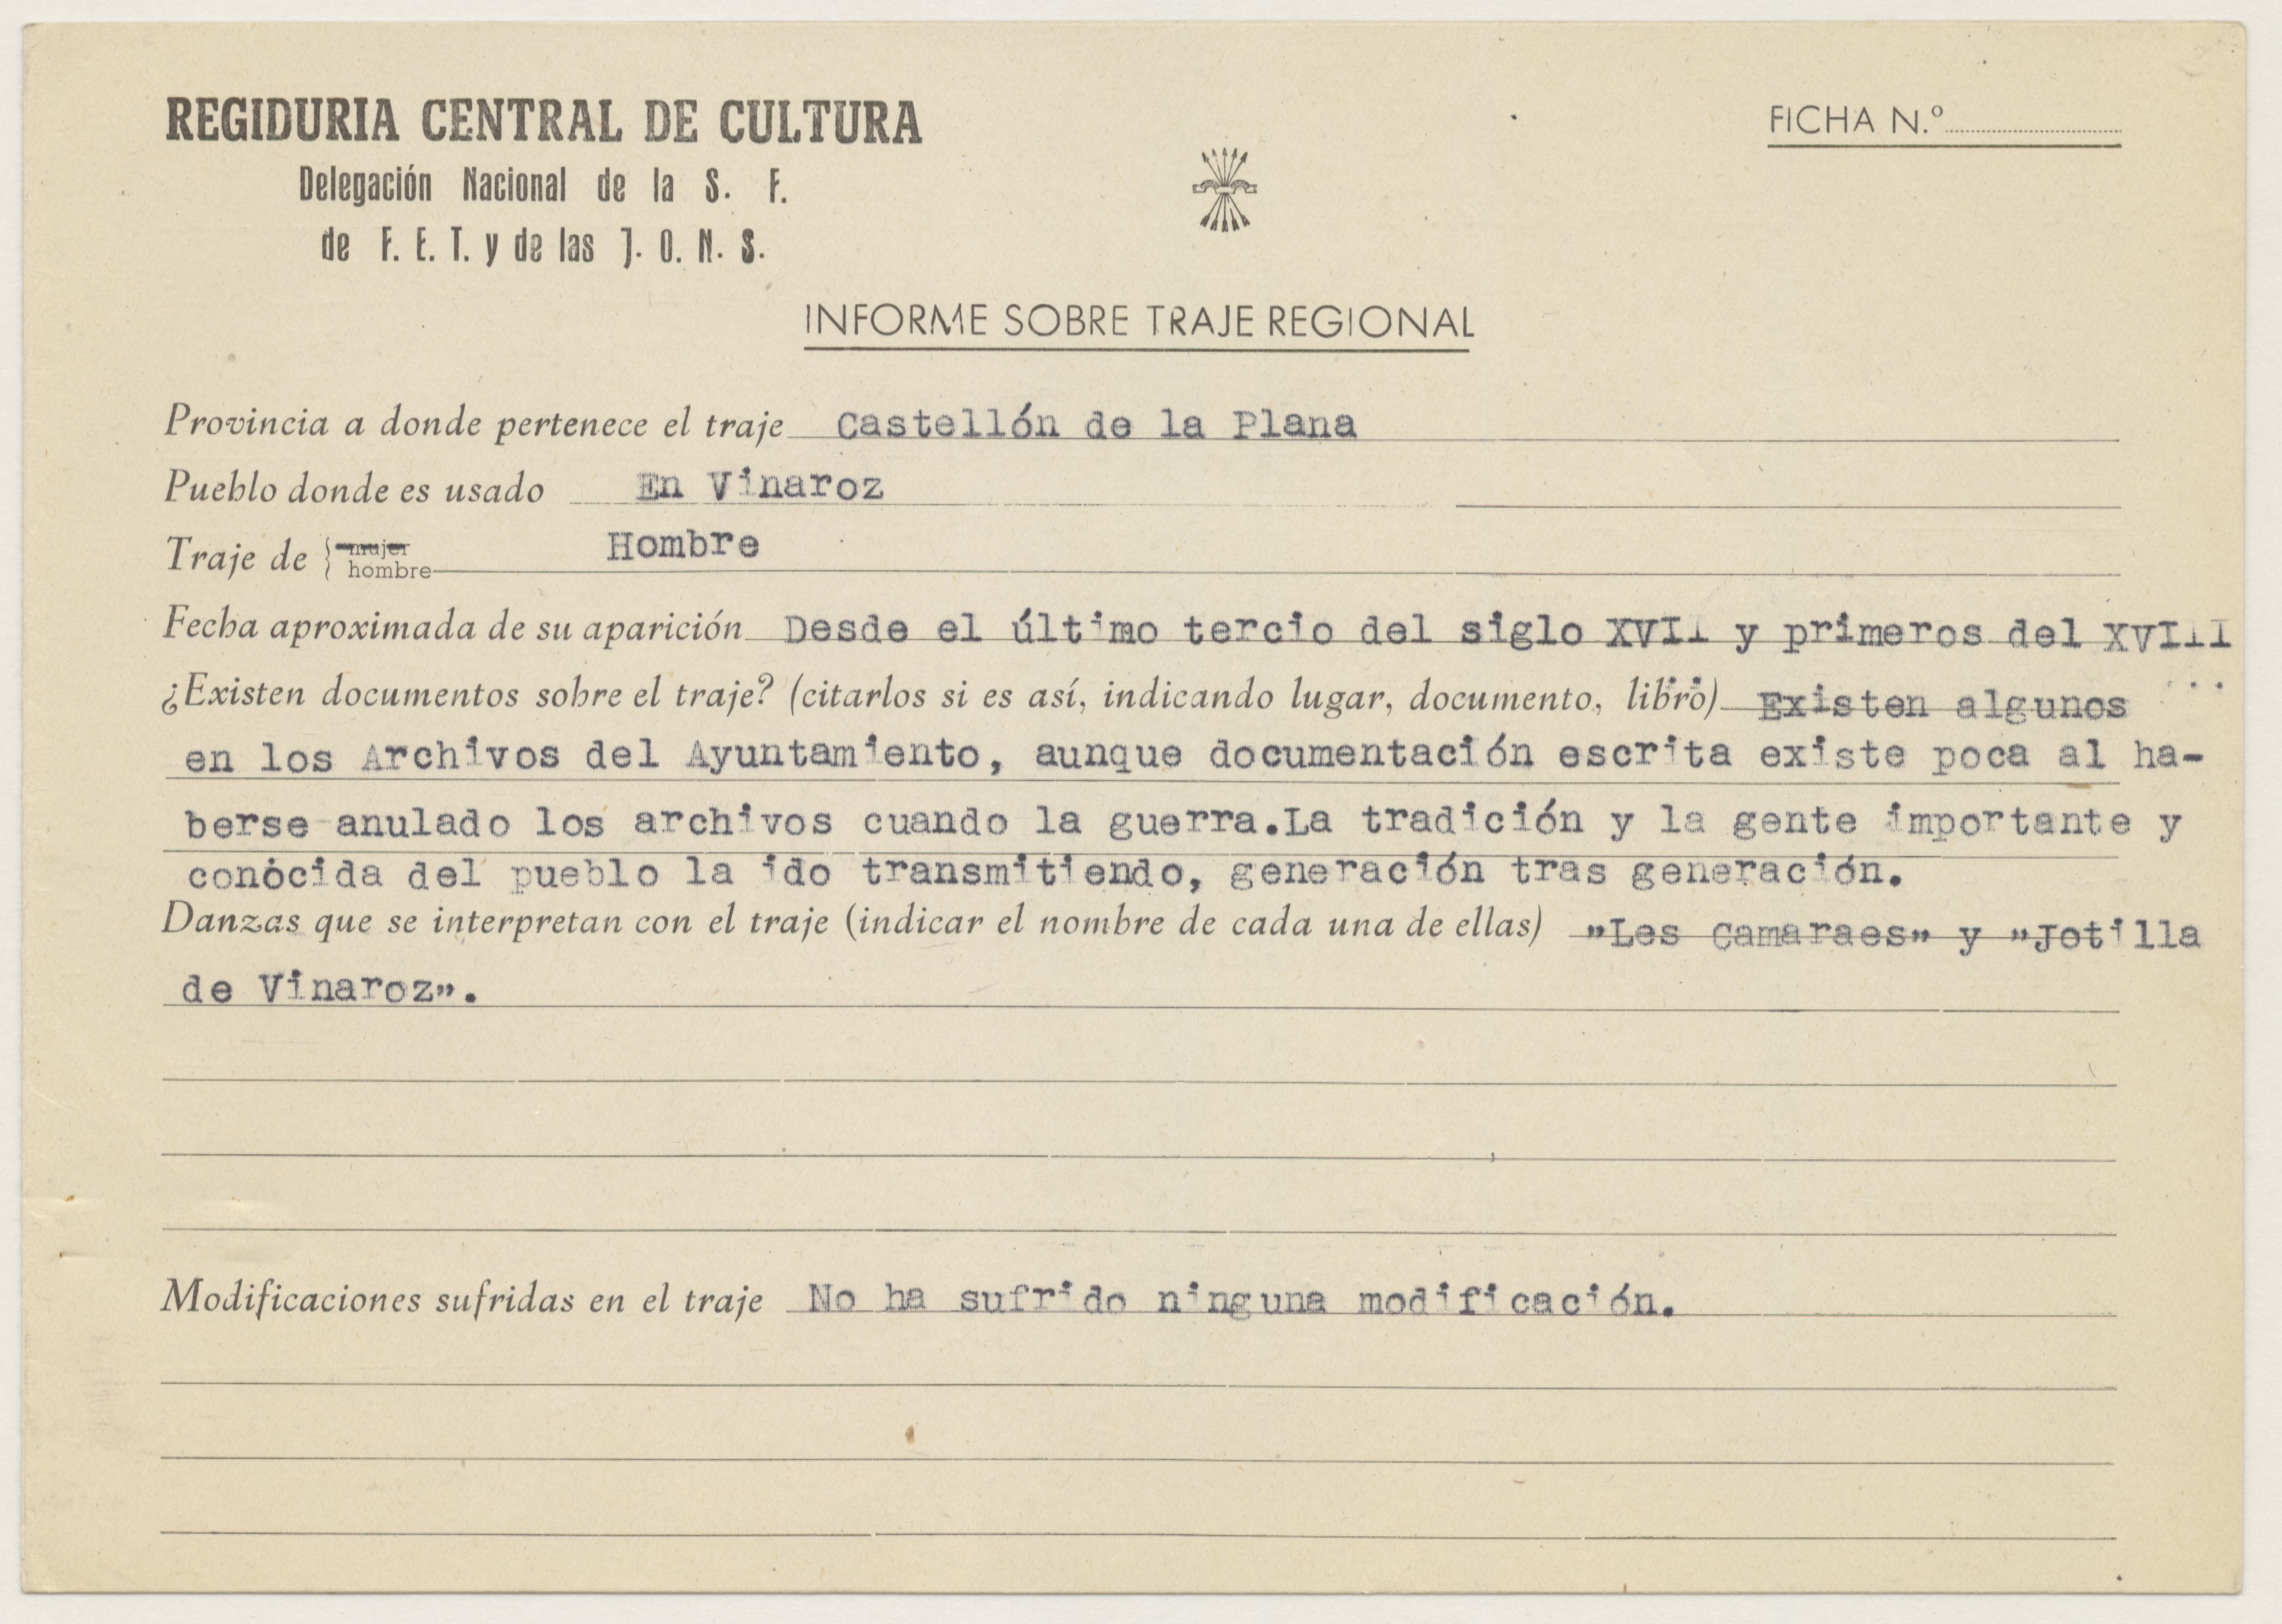 REGIDURIA CENTRAL DE CULTURA
Delegación Nacional de la S. F.
de F. E. T. y de las J. O. N. S.
FICHA N.º
INFORME SOBRE TRAJE REGIONAL
Provincia a donde pertenece el traje Castellón de la Plana
Pueblo donde es usado En Vinaroz
Traje de { mujer
hombre Hombre
Fecha aproximada de su aparición Desde el último tercio del siglo XVII y primeros del XVIII
¿Existen documentos sobre el traje? (citarlos si es así, indicando lugar, documento, libro) Existen algunos
en los Archivos del Ayuntamiento, aunque documentación escrita existe poca al ha-
berse anulado los archivos cuando la guerra.La tradición y la gente importante y
conocida del pueblo la ido transmitiendo, generación tras generación.
Danzas que se interpretan con el traje (indicar el nombre de cada una de ellas) "Les Camaraes" y "Jotilla
de Vinaroz".
Modificaciones sufridas en el traje No ha sufrido ninguna modificación.